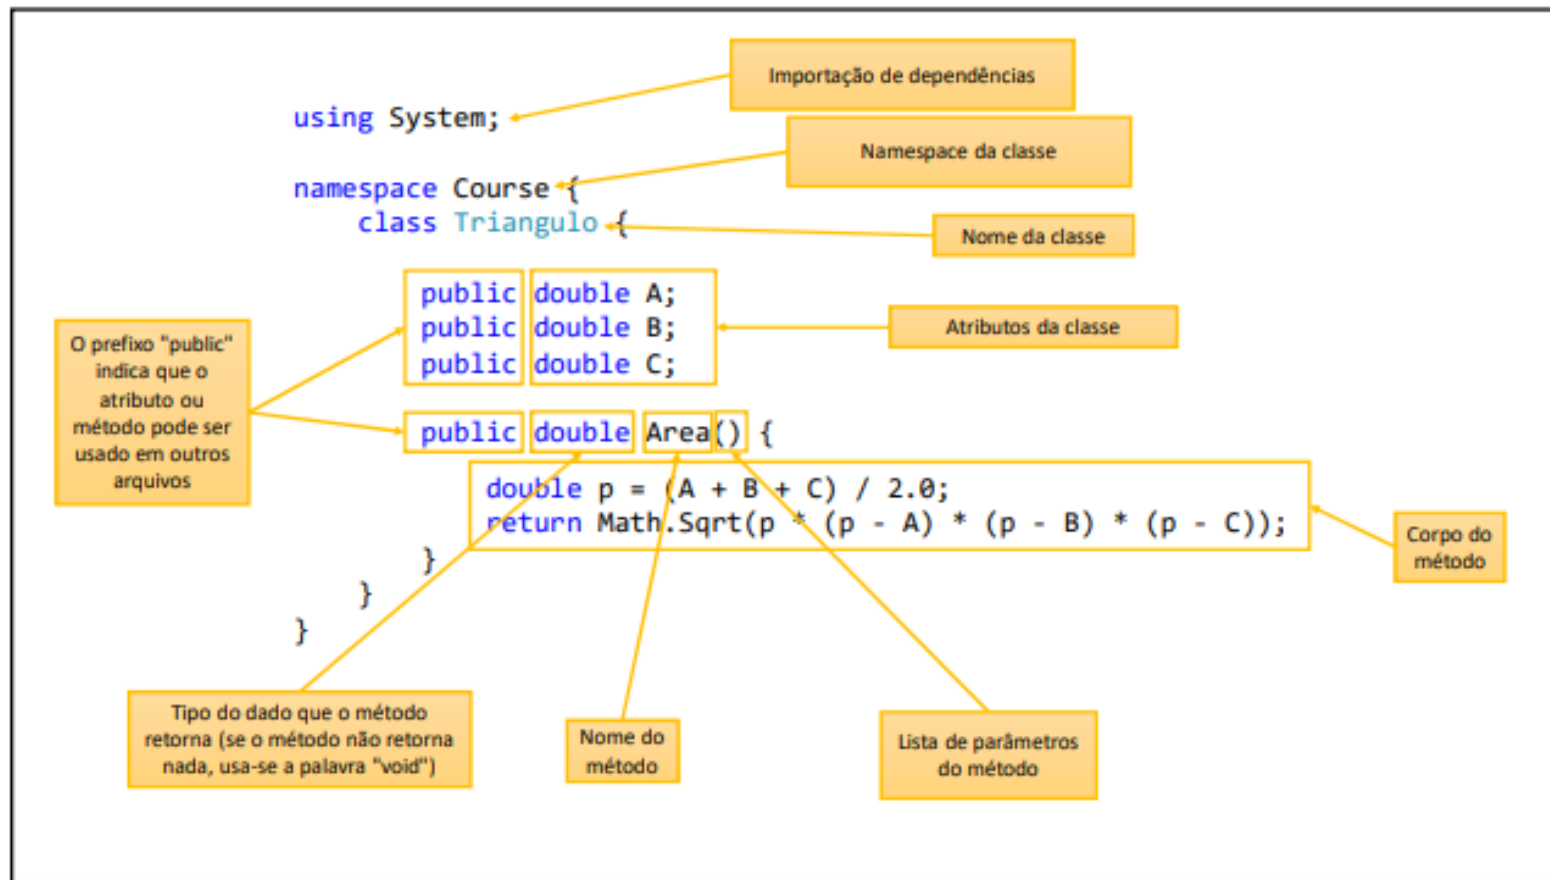 Importação de dependências
using System;
Namespace da classe
namespace Course {
class Triangulo {
Nome da classe
public double A;
public double B;
public double C;
Atributos da classe
O prefixo "public"
indica que o
atributo ou
método pode ser
usado em outros
arquivos
public double Area() {
double p = (A + B + C) / 2.0;
return Math.Sqrt(p * (p - A) * (p - B) * (p - C));
Corpo do
método
}
}
}
Tipo do dado que o método
retorna (se o método não retorna
nada, usa-se a palavra "void")
Nome do
método
Lista de parâmetros
do método